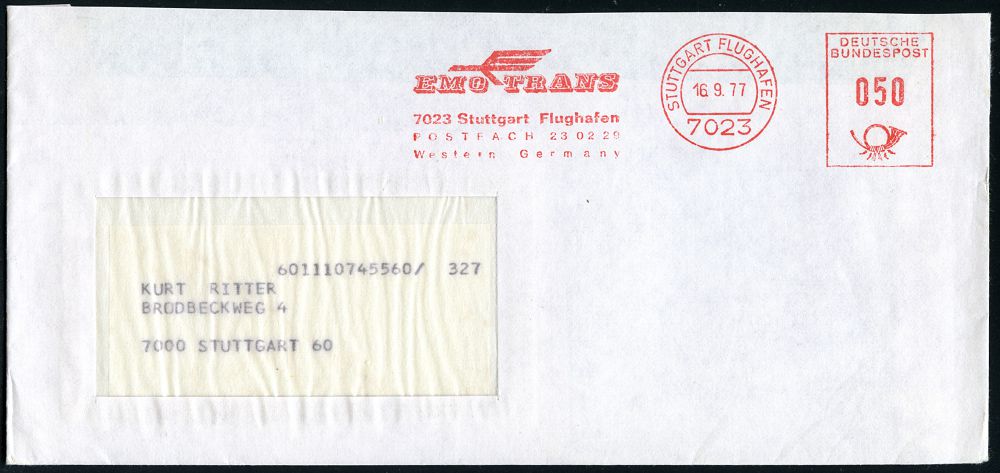 EMO TRANS
7023 Stuttgart Flughafen
POSTFACH 23 02 29
Western Germany
STUTTGART FLUGHAFEN
16.9.77
7023
DEUTSCHE
BUNDESPOST
050
601110745560/ 327
KURT RITTER
BRODBECKWEG 4
7000 STUTTGART 60